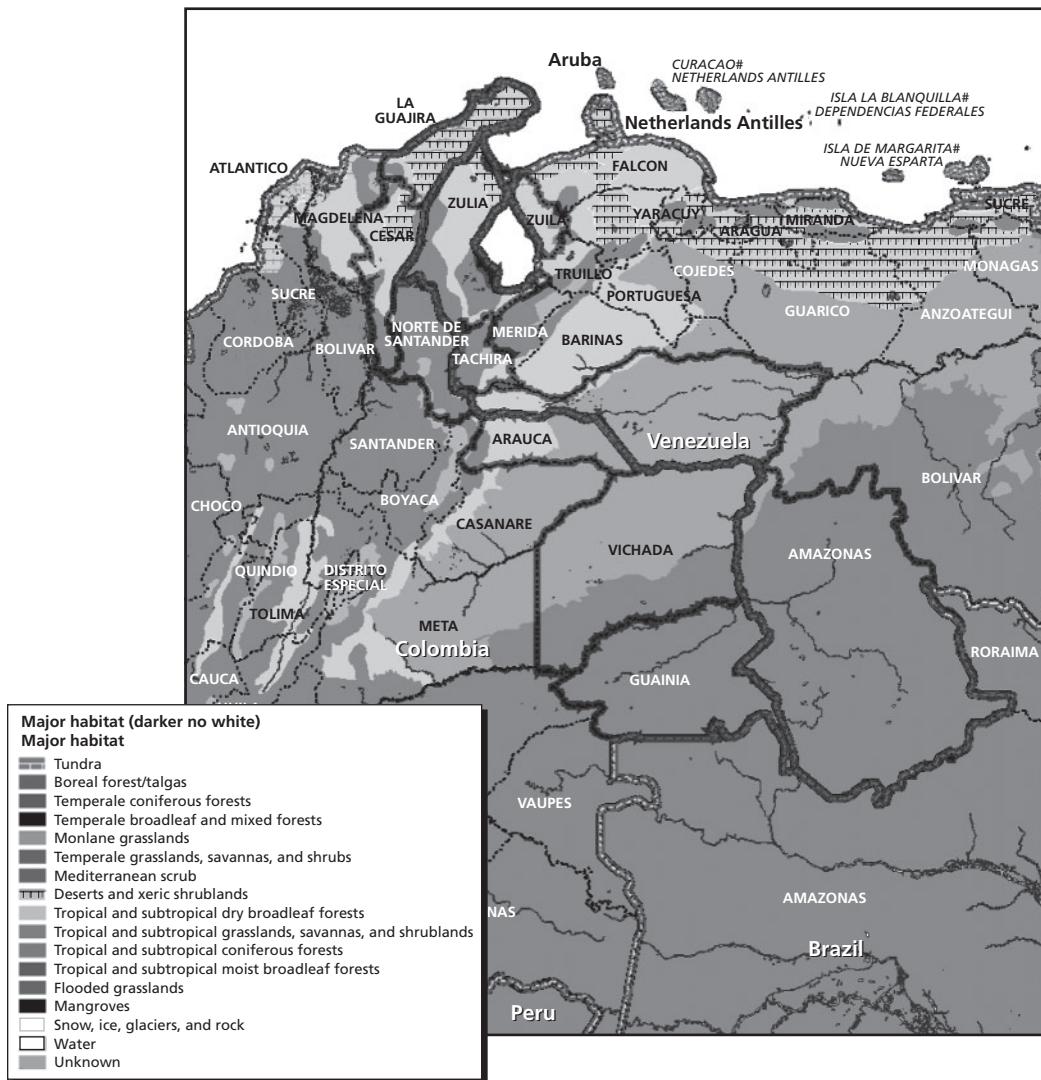 Aruba
CURACAO#
NETHERLANDS ANTILLES
LA
GUAJIRA
ISLA LA BLANQUILLA#
DEPENDENCIAS FEDERALES
Netherlands Antilles
ISLA DE MARGARITA#
NUEVA ESPARTA
ATLANTICO
FALCON
ZULIA
MAGDELENA
ZUILA
YARACUY
MIRANDA
SUCRE
CESAR
ARAGUA
TRUILLO
COJEDES
MONAGAS
SUCRE
PORTUGUESA
GUARICO
ANZOATEGUI
CORDOBA
BOLIVAR
NORTE DE
SANTANDER
MERIDA
BARINAS
TACHIRA
ANTIOQUIA
SANTANDER
ARAUCA
Venezuela
BOLIVAR
CHOCO
BOYACA
CASANARE
VICHADA
AMAZONAS
QUINDIO
DISTRITO
ESPECIAL
TOLIMA
META
Colombia
RORAIMA
CAUCA
GUAINIA
VAUPES
NAS
AMAZONAS
Brazil
Peru
Major habitat (darker no white)
Major habitat
Tundra
Boreal forest/talgas
Temperale coniferous forests
Temperale broadleaf and mixed forests
Monlane grasslands
Temperale grasslands, savannas, and shrubs
Mediterranean scrub
Deserts and xeric shrublands
Tropical and subtropical dry broadleaf forests
Tropical and subtropical grasslands, savannas, and shrublands
Tropical and subtropical coniferous forests
Tropical and subtropical moist broadleaf forests
Flooded grasslands
Mangroves
Snow, ice, glaciers, and rock
Water
Unknown